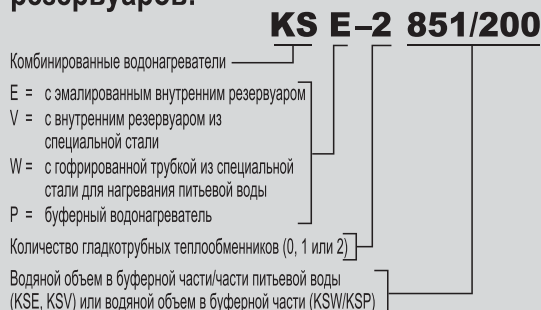 резервуаров:
KS E–2 851/200
Комбинированные водонагреватели
E = с эмалированным внутренним резервуаром
V = с внутренним резервуаром из
специальной стали
W = с гофрированной трубкой из специальной
стали для нагревания питьевой воды
P = буферный водонагреватель
Количество гладкотрубных теплообменников (0, 1 или 2)
Водяной объем в буферной части/части питьевой воды
(KSE, KSV) или водяной объем в буферной части (KSW/KSP)